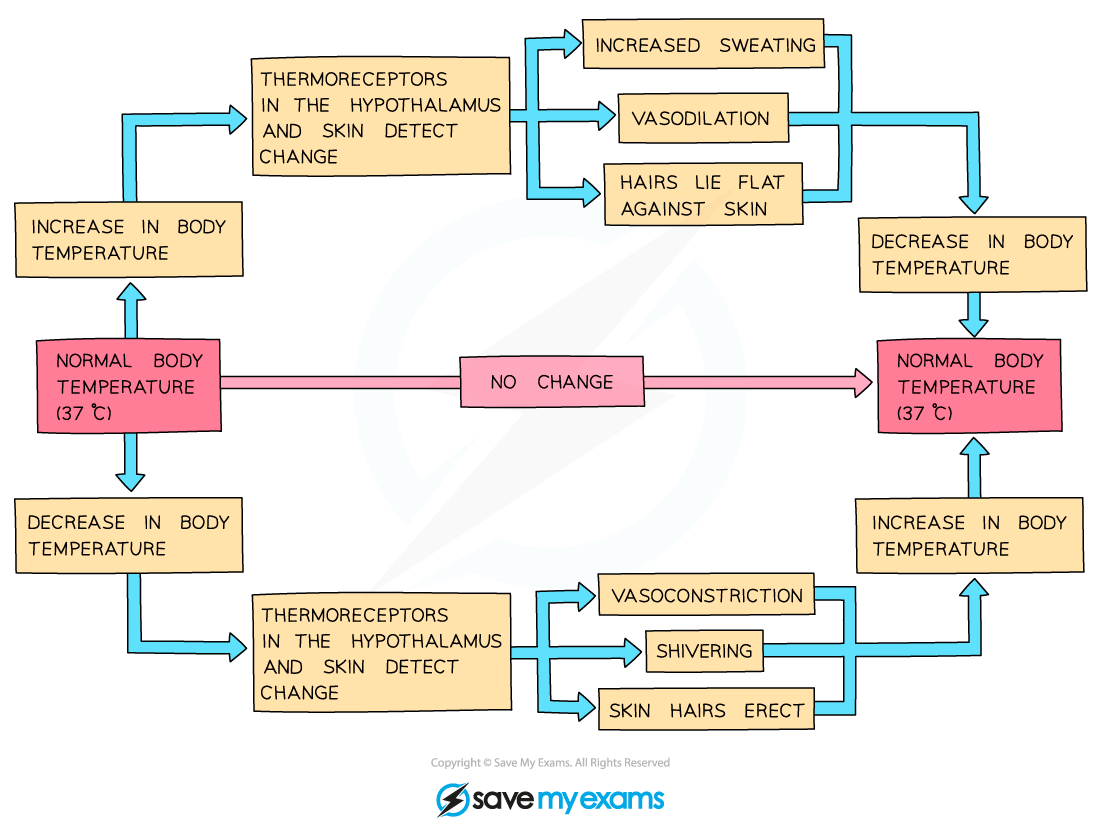 INCREASED SWEATING
THERMORECEPTORS
IN THE HYPOTHALAMUS
AND SKIN DETECT
CHANGE
VASODILATION
HAIRS LIE FLAT
AGAINST SKIN
INCREASE IN BODY
TEMPERATURE
DECREASE IN BODY
TEMPERATURE
NORMAL BODY
TEMPERATURE
(37 ℃)
NO CHANGE
NORMAL BODY
TEMPERATURE
(37 ℃)
DECREASE IN BODY
TEMPERATURE
INCREASE IN BODY
TEMPERATURE
THERMORECEPTORS
IN THE HYPOTHALAMUS
AND SKIN DETECT
CHANGE
VASOCONSTRICTION
SHIVERING
SKIN HAIRS ERECT
Copyright © Save My Exams. All Rights Reserved
savemyexams